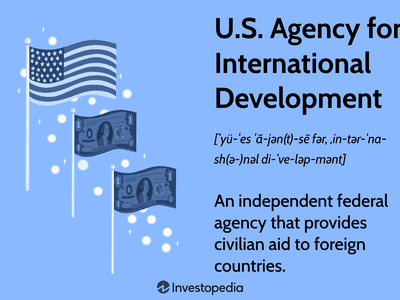 U.S. Agency for
International
Development
[ˈyü-ˈes ˈā-jən(t)-sē fər, ˌin-tər-ˈna-
sh(ə-)nəl di-ˈve-ləp-mənt]
An independent federal
agency that provides
civilian aid to foreign
countries.
Investopedia